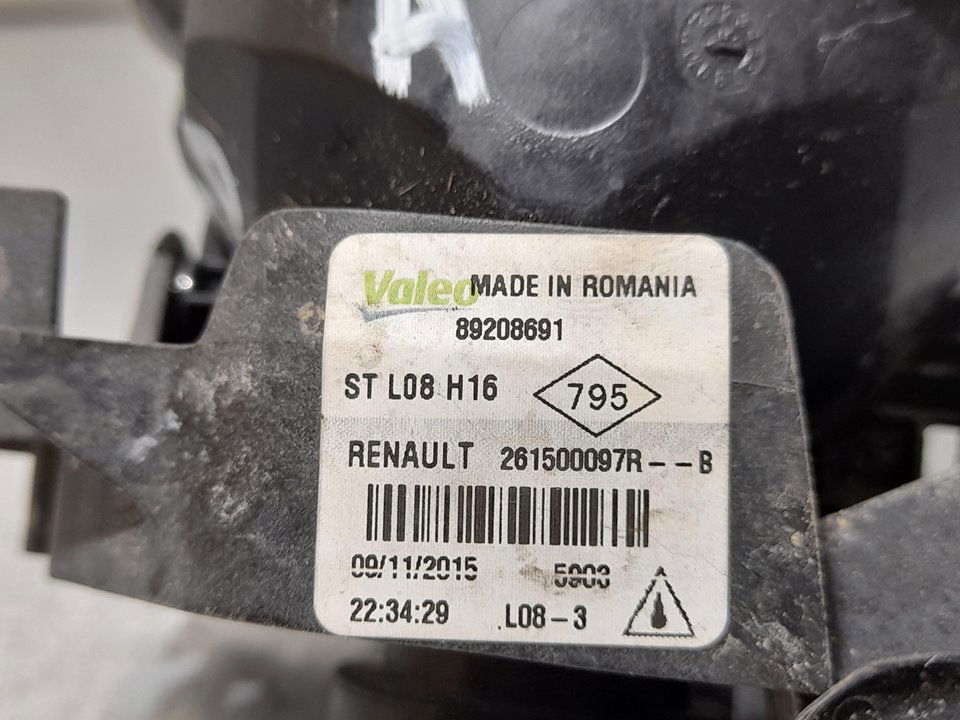 A
Valeo MADE IN ROMANIA
89208691
ST L08 H16 795
RENAULT 261500097R--B
09/11/2015 5903
22:34:29 .L08-3